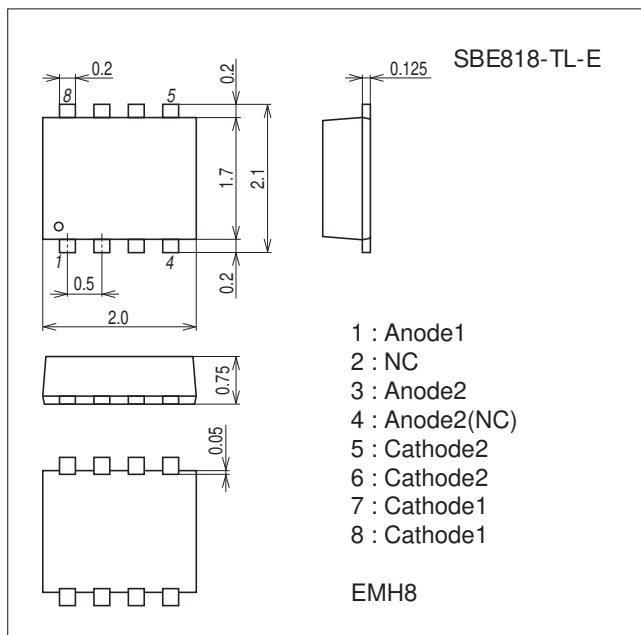 SBE818-TL-E
0.2
0.2
0.125
8
5
1.7
2.1
1
4
0.5
0.2
2.0
0.75
0.05
1 : Anode1
2 : NC
3 : Anode2
4 : Anode2(NC)
5 : Cathode2
6 : Cathode2
7 : Cathode1
8 : Cathode1
EMH8